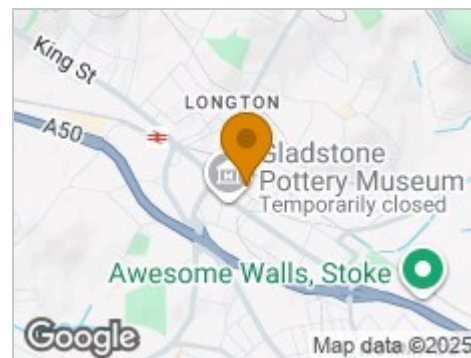 King St
LONGTON
A50
Gladstone
Pottery Museum
Temporarily closed
Awesome Walls, Stoke
Google
Map data ©2025